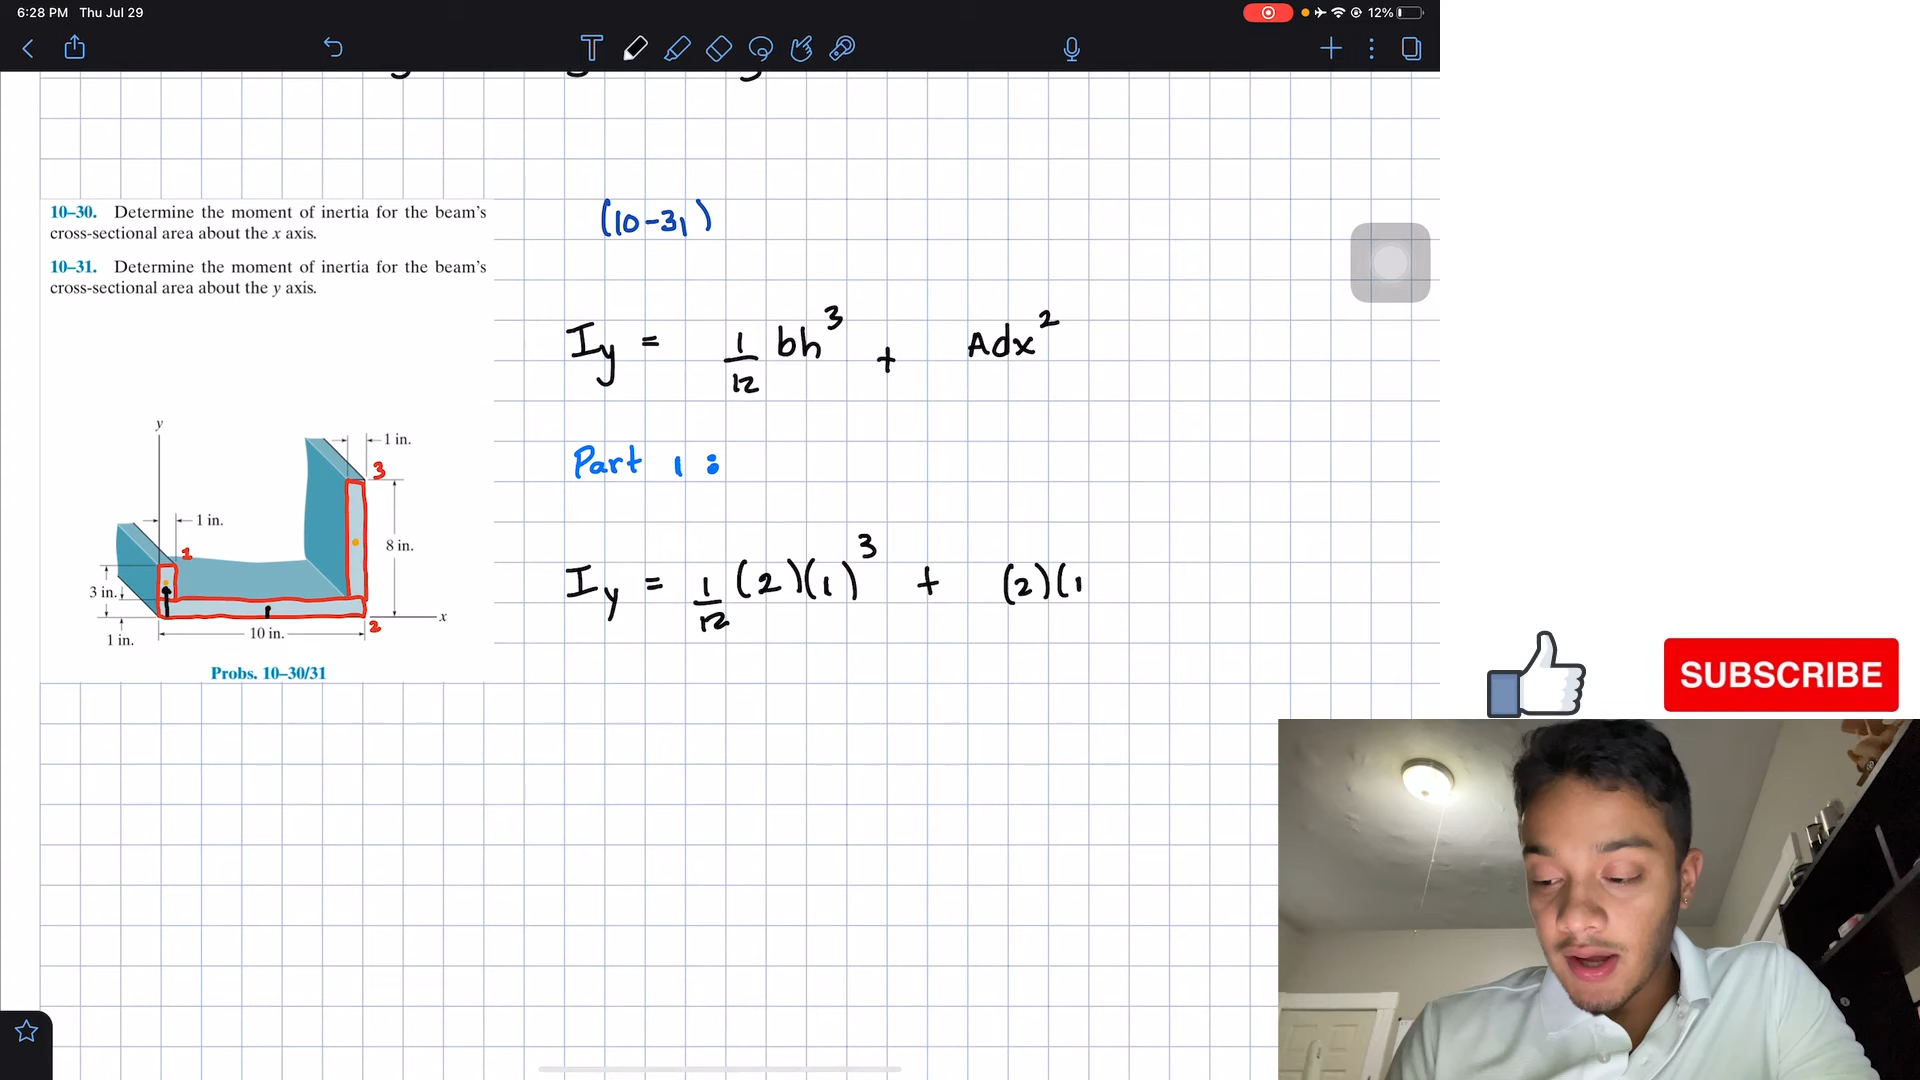 6:28 PM Thu Jul 29
12%
10–30. Determine the moment of inertia for the beam's
cross-sectional area about the x axis.
10–31. Determine the moment of inertia for the beam's
cross-sectional area about the y axis.
(10-31)
Iy = 1/12 bh³ + Adx²
Part 1 :
Iy = 1/12 (2)(1)³ + (2)(1
y
1 in.
3
1 in.
1
8 in.
3 in.
x
2
10 in.
1 in.
Probs. 10–30/31
SUBSCRIBE